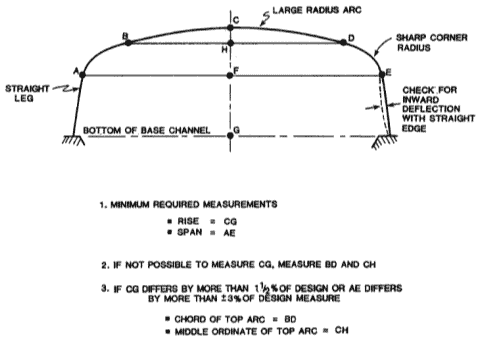 C
LARGE RADIUS ARC
B
D
H
SHARP CORNER
RADIUS
A
F
E
STRAIGHT
LEG
CHECK FOR
INWARD
DEFLECTION
WITH STRAIGHT
EDGE
BOTTOM OF BASE CHANNEL
G
1. MINIMUM REQUIRED MEASUREMENTS
▪ RISE = CG
▪ SPAN = AE
2. IF NOT POSSIBLE TO MEASURE CG, MEASURE BD AND CH
3. IF CG DIFFERS BY MORE THAN 1 1/2% OF DESIGN OR AE DIFFERS
BY MORE THAN ±3% OF DESIGN MEASURE
▪ CHORD OF TOP ARC = BD
▪ MIDDLE ORDINATE OF TOP ARC = CH